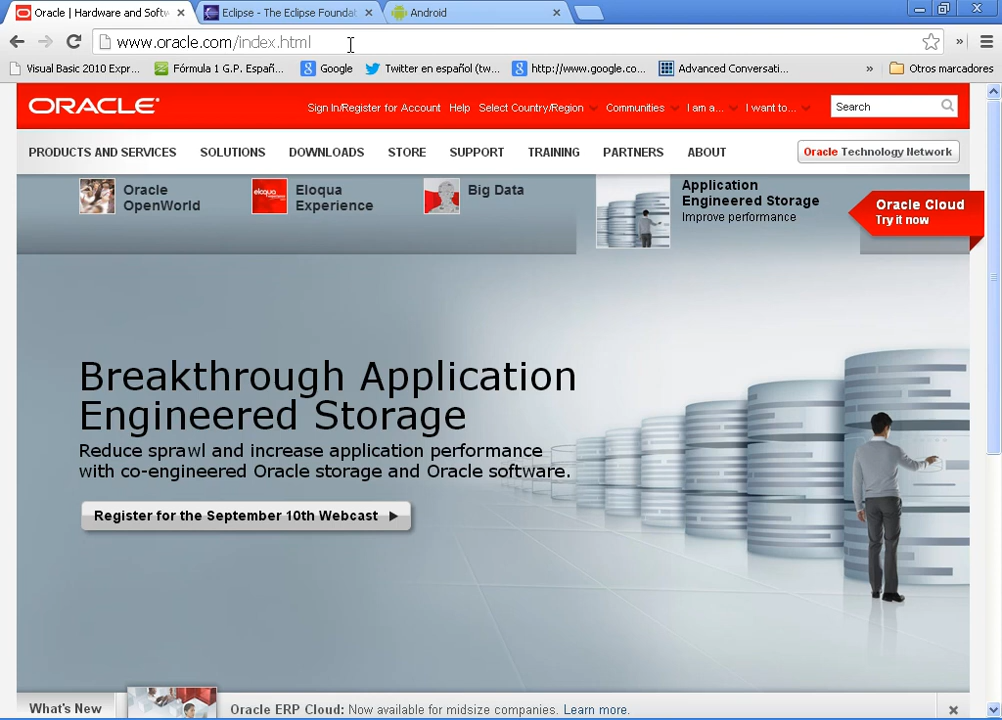 Oracle | Hardware and Softw
Eclipse - The Eclipse Foundat
Android
www.oracle.com/index.html
Visual Basic 2010 Expr...
Fórmula 1 G.P. Españ...
Google
Twitter en español (tw...
http://www.google.co...
Advanced Conversati...
»
Otros marcadores
ORACLE
Sign In/Register for Account Help Select Country/Region Communities I am a... I want to...
Search
PRODUCTS AND SERVICES SOLUTIONS DOWNLOADS STORE SUPPORT TRAINING PARTNERS ABOUT
Oracle Technology Network
Oracle
OpenWorld
eloqua
Eloqua
Experience
Big Data
Application
Engineered Storage
Improve performance
Oracle Cloud
Try it now
Breakthrough Application
Engineered Storage
Reduce sprawl and increase application performance
with co-engineered Oracle storage and Oracle software.
Register for the September 10th Webcast
What's New
Oracle ERP Cloud: Now available for midsize companies. Learn more.